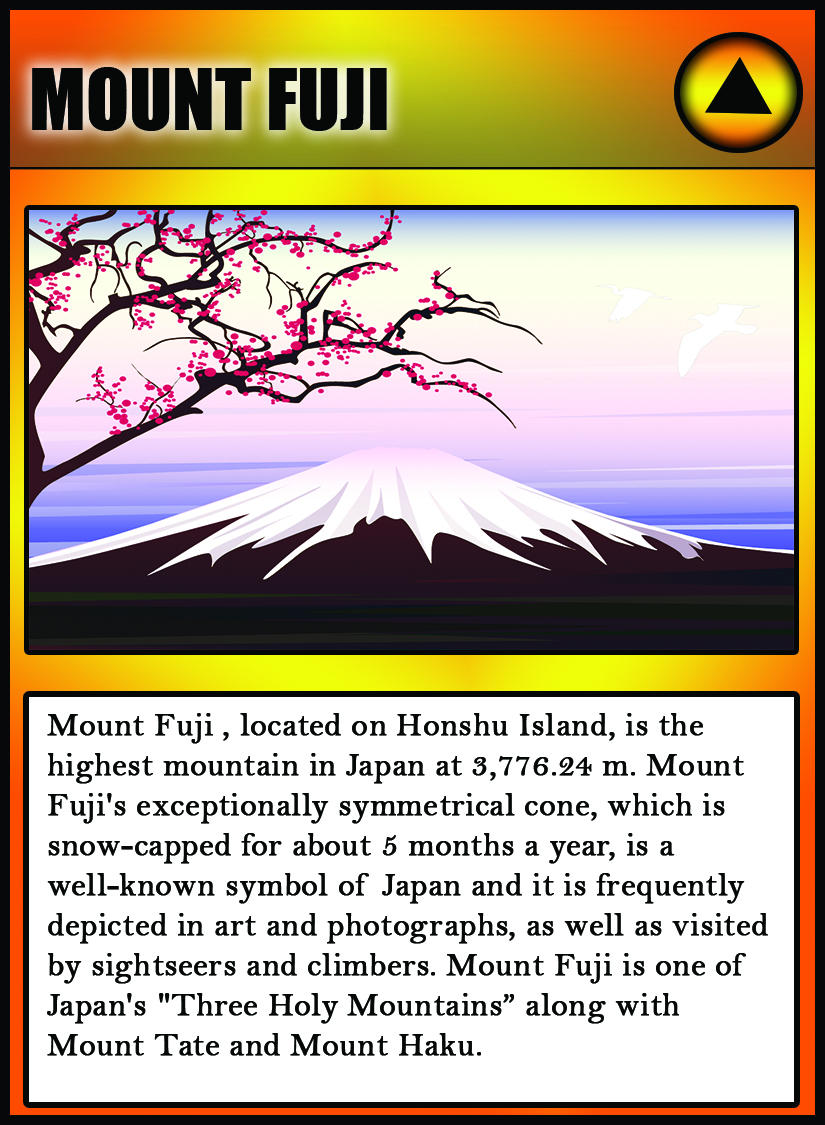 MOUNT FUJI
Mount Fuji , located on Honshu Island, is the
highest mountain in Japan at 3,776.24 m. Mount
Fuji's exceptionally symmetrical cone, which is
snow-capped for about 5 months a year, is a
well-known symbol of Japan and it is frequently
depicted in art and photographs, as well as visited
by sightseers and climbers. Mount Fuji is one of
Japan's "Three Holy Mountains” along with
Mount Tate and Mount Haku.